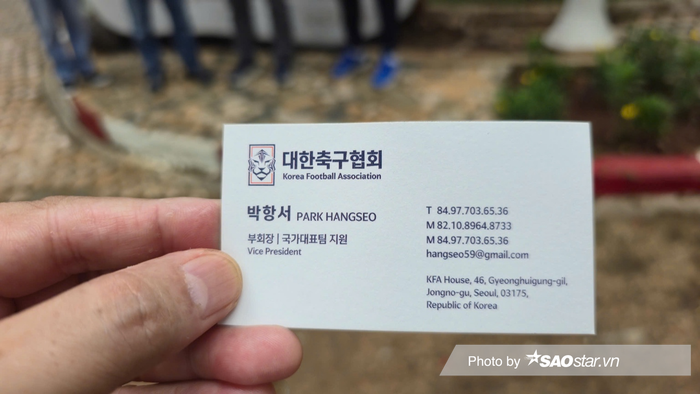 대한축구협회
Korea Football Association
박항서 PARK HANGSEO
부회장 | 국가대표팀 지원
Vice President
T 84.97.703.65.36
M 82.10.8964.8733
M 84.97.703.65.36
hangseo59@gmail.com
KFA House, 46, Gyeonghuigung-gil,
Jongno-gu, Seoul, 03175,
Republic of Korea
Photo by SAOstar.vn